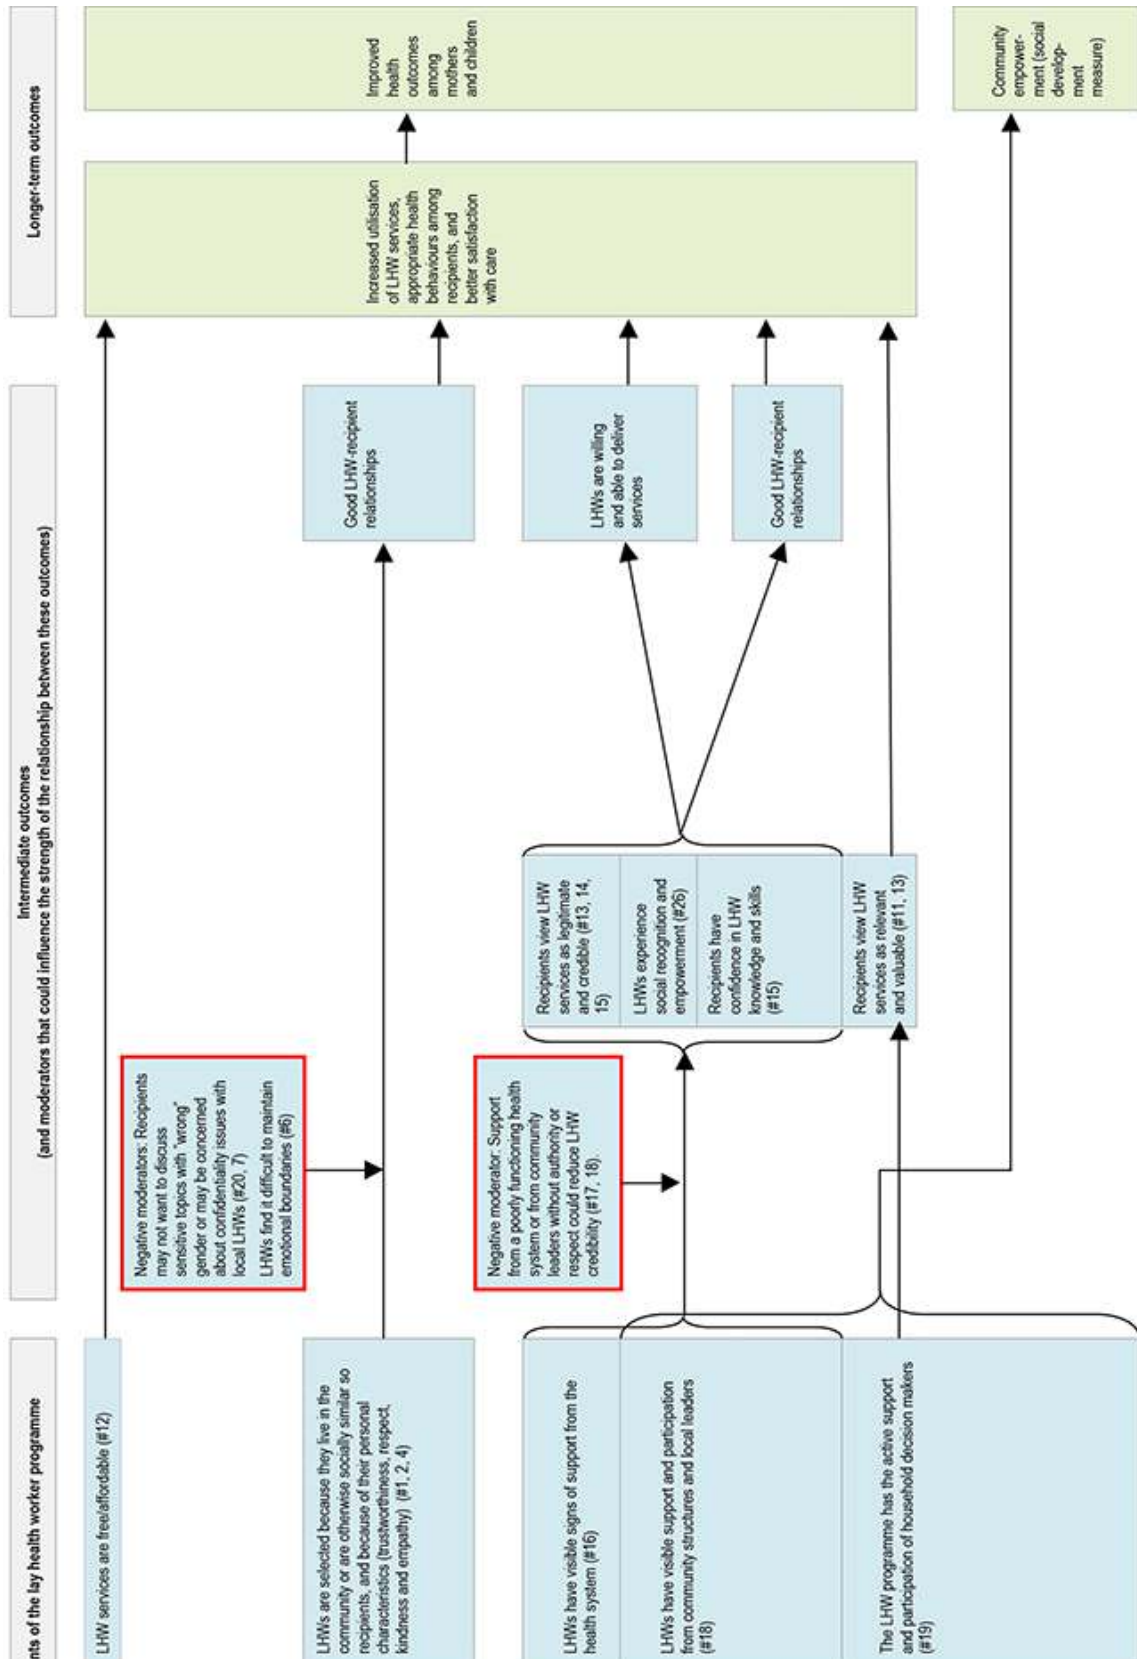 nts of the lay health worker programme
Intermediate outcomes
(and moderators that could influence the strength of the relationship between these outcomes)
Longer-term outcomes
LHW services are free/affordable (#12)
Negative moderators: Recipients
may not want to discuss
sensitive topics with "wrong"
gender or may be concerned
about confidentiality issues with
local LHWs (#20, 7)
LHWs find it difficult to maintain
emotional boundaries (#6)
LHWs are selected because they live in the
community or are otherwise socially similar so
recipients, and because of their personal
characteristics (trustworthiness, respect,
kindness and empathy) (#1, 2, 4)
Good LHW-recipient
relationships
Increased utilisation
of LHW services,
appropriate health
behaviours among
recipients, and
better satisfaction
with care
Improved
health
outcomes
among
mothers
and children
Negative moderator: Support
from a poorly functioning health
system or from community
leaders without authority or
respect could reduce LHW
credibility (#17, 18).
LHWs have visible signs of support from the
health system (#16)
LHWs have visible support and participation
from community structures and local leaders
(#18)
The LHW programme has the active support
and participation of household decision makers
(#19)
Recipients view LHW
services as legitimate
and credible (#13, 14,
15)
LHWs experience
social recognition and
empowerment (#26)
Recipients have
confidence in LHW
knowledge and skills
(#15)
Recipients view LHW
services as relevant
and valuable (#11, 13)
LHWs are willing
and able to deliver
services
Good LHW-recipient
relationships
Community
empower-
ment (social
develop-
ment
measure)